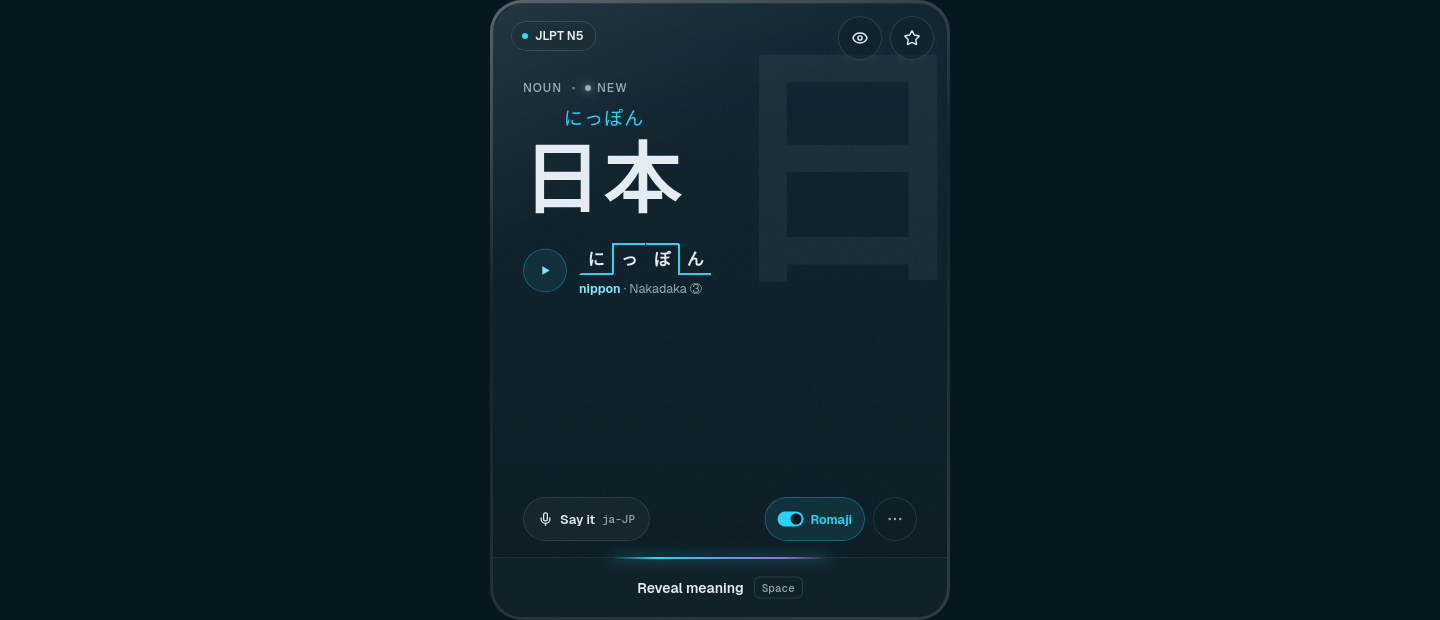 JLPT N5
NOUN • NEW
にっぽん
日本
日
にっぽん
nippon · Nakadaka ③
Say it ja-JP
Romaji
Reveal meaning Space